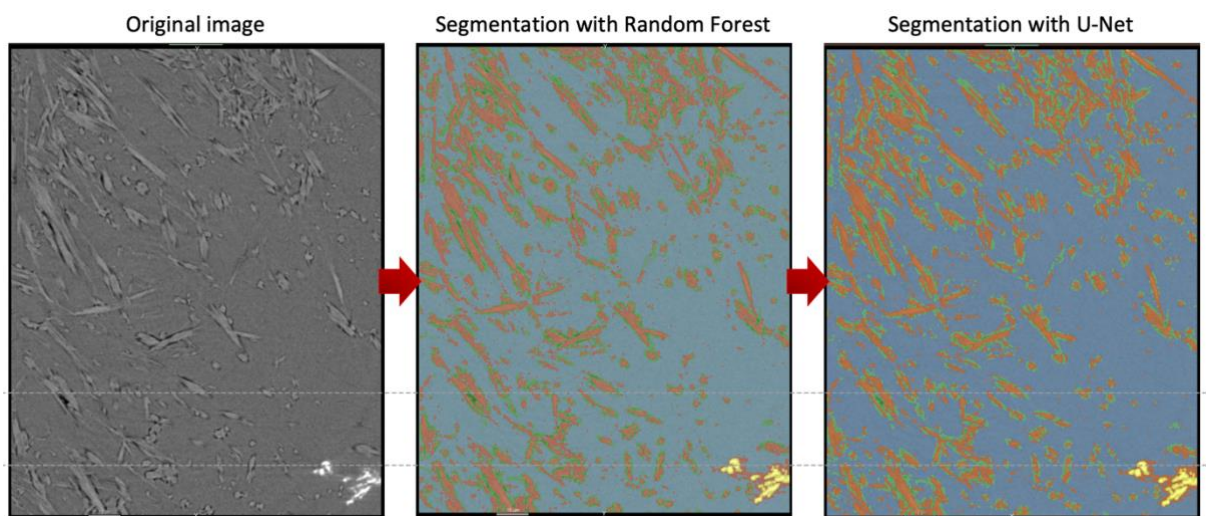 Original image
Segmentation with Random Forest
Segmentation with U-Net